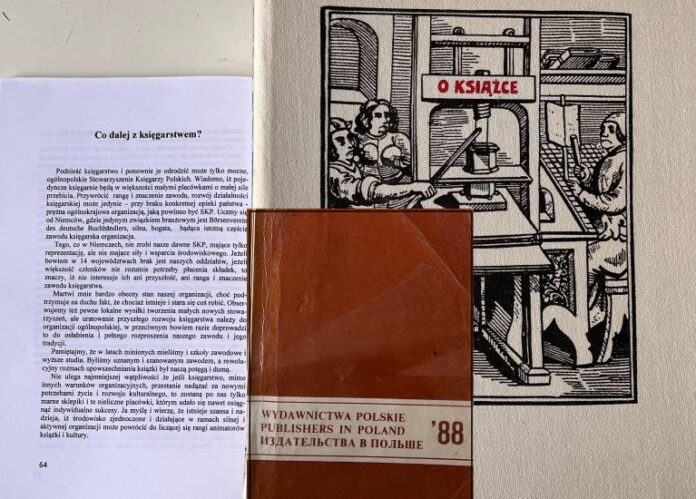 Co dalej z księgarstwem?
Podnieść księgarstwo i ponownie je odrodzić może tylko mocne,
ogólnopolskie Stowarzyszenie Księgarzy Polskich. Wiadomo, iż poje-
dyncze księgarnie będą w większości małymi placówkami o małej sile
przebicia. Przywrócić rangę i znaczenie zawodu, rozwój działalności
księgarskiej może jedynie – przy braku konkretnej opieki państwa -
prężna ogólnokrajowa organizacja, jaką powinno być SKP. Uczmy się
od Niemców, gdzie jedynym związkiem branżowym jest Börsenverein
des deutsche Buchhändlers, silna, bogata, będąca istotną częścią
zawodu księgarska organizacja.
Tego, co w Niemczech, nie zrobi nasze dawne SKP, mające tylko
reprezentację, ale nie mające siły i wsparcia środowiskowego. Jeżeli
bowiem w 14 województwach brak jest naszych oddziałów, jeżeli
większość członków nie rozumie potrzeby płacenia składek, to
znaczy, iż nie interesuje ich ani przyszłość, ani ranga i znaczenie
zawodu księgarza.
Martwi mnie bardzo obecny stan naszej organizacji, choć pod-
trzymuje na duchu fakt, że chociaż istnieje i stara się coś robić. Obser-
wujemy też pewne lokalne wysiłki tworzenia małych nowych stowa-
rzyszeń, ale uratowanie przyszłego rozwoju księgarstwa należy do
organizacji ogólnopolskiej, w przeciwnym bowiem razie doprowadzi
to do osłabienia i pełnego rozproszenia naszego zawodu i jego
tradycji.
Pamiętajmy, że w latach minionych mieliśmy i szkoły zawodowe i
wyższe studia. Byliśmy uznanym i szanowanym zawodem, a rewolu-
cyjny rozmach upowszechniania książki był naszą potęgą i dumą.
Nie ulega najmniejszej wątpliwości że jeśli księgarstwo, mimo
innych warunków organizacyjnych, przestanie nadążać za nowymi
potrzebami życia i rozwoju kulturalnego, to zostaną po nas tylko
marne sklepiki i te nieliczne placówki, którym udało się nawet osiąg-
nąć indywidualne sukcesy. Ja myślę i wierzę, że istnieje szansa i na-
dzieja, iż środowisko zjednoczone i działające w ramach silnej i
aktywnej organizacji może powrócić do liczącej się rangi animatorów
książki i kultury.
64
O KSIĄŻCE
WYDAWNICTWA POLSKIE
PUBLISHERS IN POLAND
ИЗДАТЕЛЬСТВА В ПОЛЬШЕ
'88